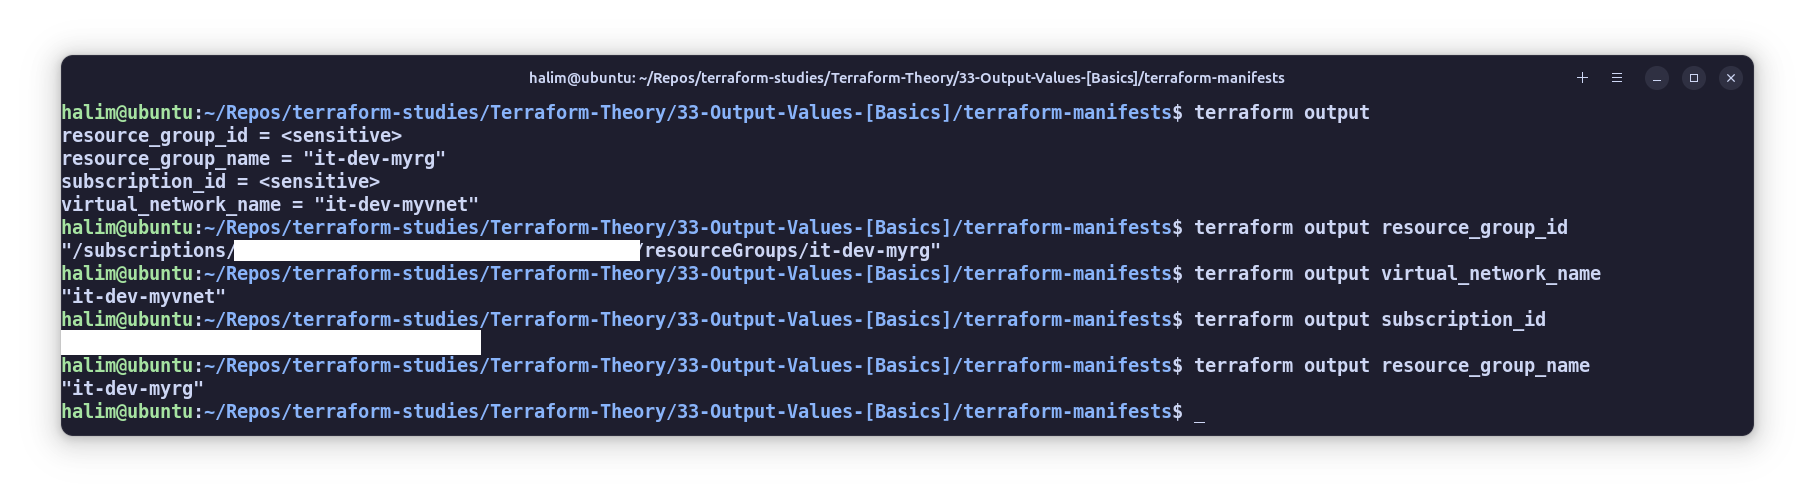 halim@ubuntu: ~/Repos/terraform-studies/Terraform-Theory/33-Output-Values-[Basics]/terraform-manifests
halim@ubuntu:~/Repos/terraform-studies/Terraform-Theory/33-Output-Values-[Basics]/terraform-manifests$ terraform output
resource_group_id = <sensitive>
resource_group_name = "it-dev-myrg"
subscription_id = <sensitive>
virtual_network_name = "it-dev-myvnet"
halim@ubuntu:~/Repos/terraform-studies/Terraform-Theory/33-Output-Values-[Basics]/terraform-manifests$ terraform output resource_group_id
"/subscriptions/ /resourceGroups/it-dev-myrg"
halim@ubuntu:~/Repos/terraform-studies/Terraform-Theory/33-Output-Values-[Basics]/terraform-manifests$ terraform output virtual_network_name
"it-dev-myvnet"
halim@ubuntu:~/Repos/terraform-studies/Terraform-Theory/33-Output-Values-[Basics]/terraform-manifests$ terraform output subscription_id
halim@ubuntu:~/Repos/terraform-studies/Terraform-Theory/33-Output-Values-[Basics]/terraform-manifests$ terraform output resource_group_name
"it-dev-myrg"
halim@ubuntu:~/Repos/terraform-studies/Terraform-Theory/33-Output-Values-[Basics]/terraform-manifests$ _